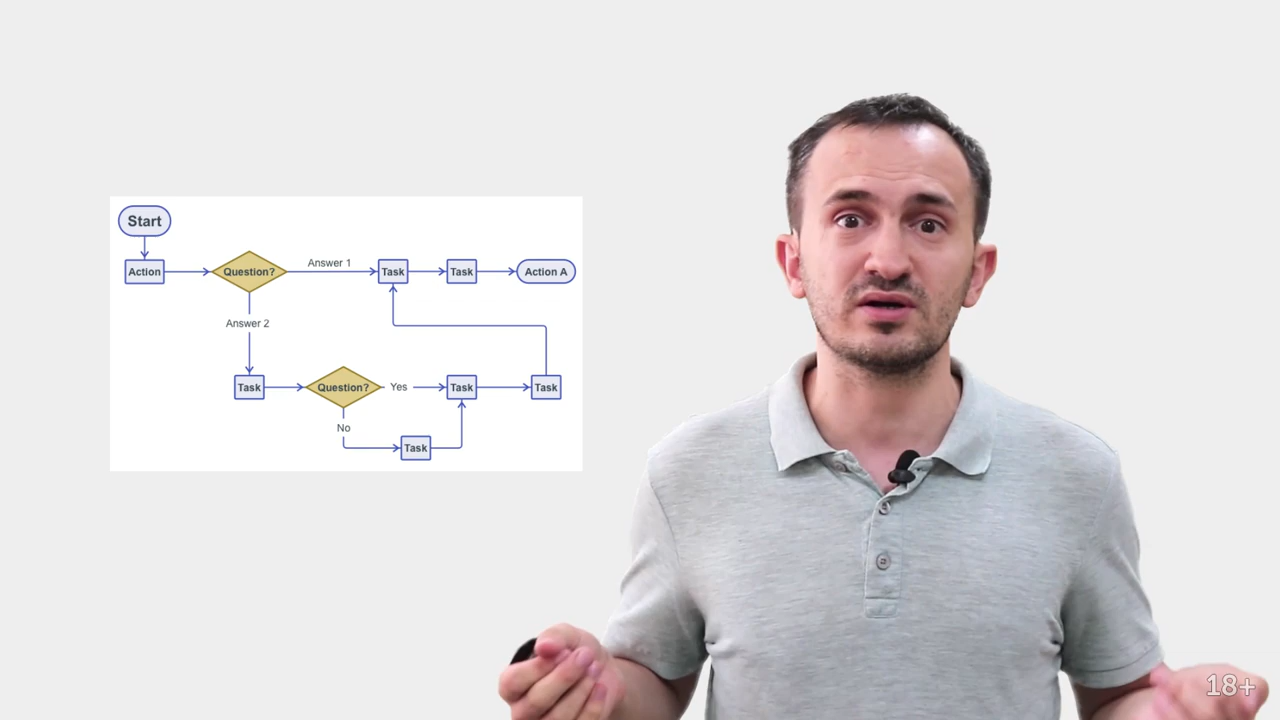 Start
Action
Question?
Answer 1
Task
Task
Action A
Answer 2
Task
Question?
Yes
Task
Task
No
Task
18+